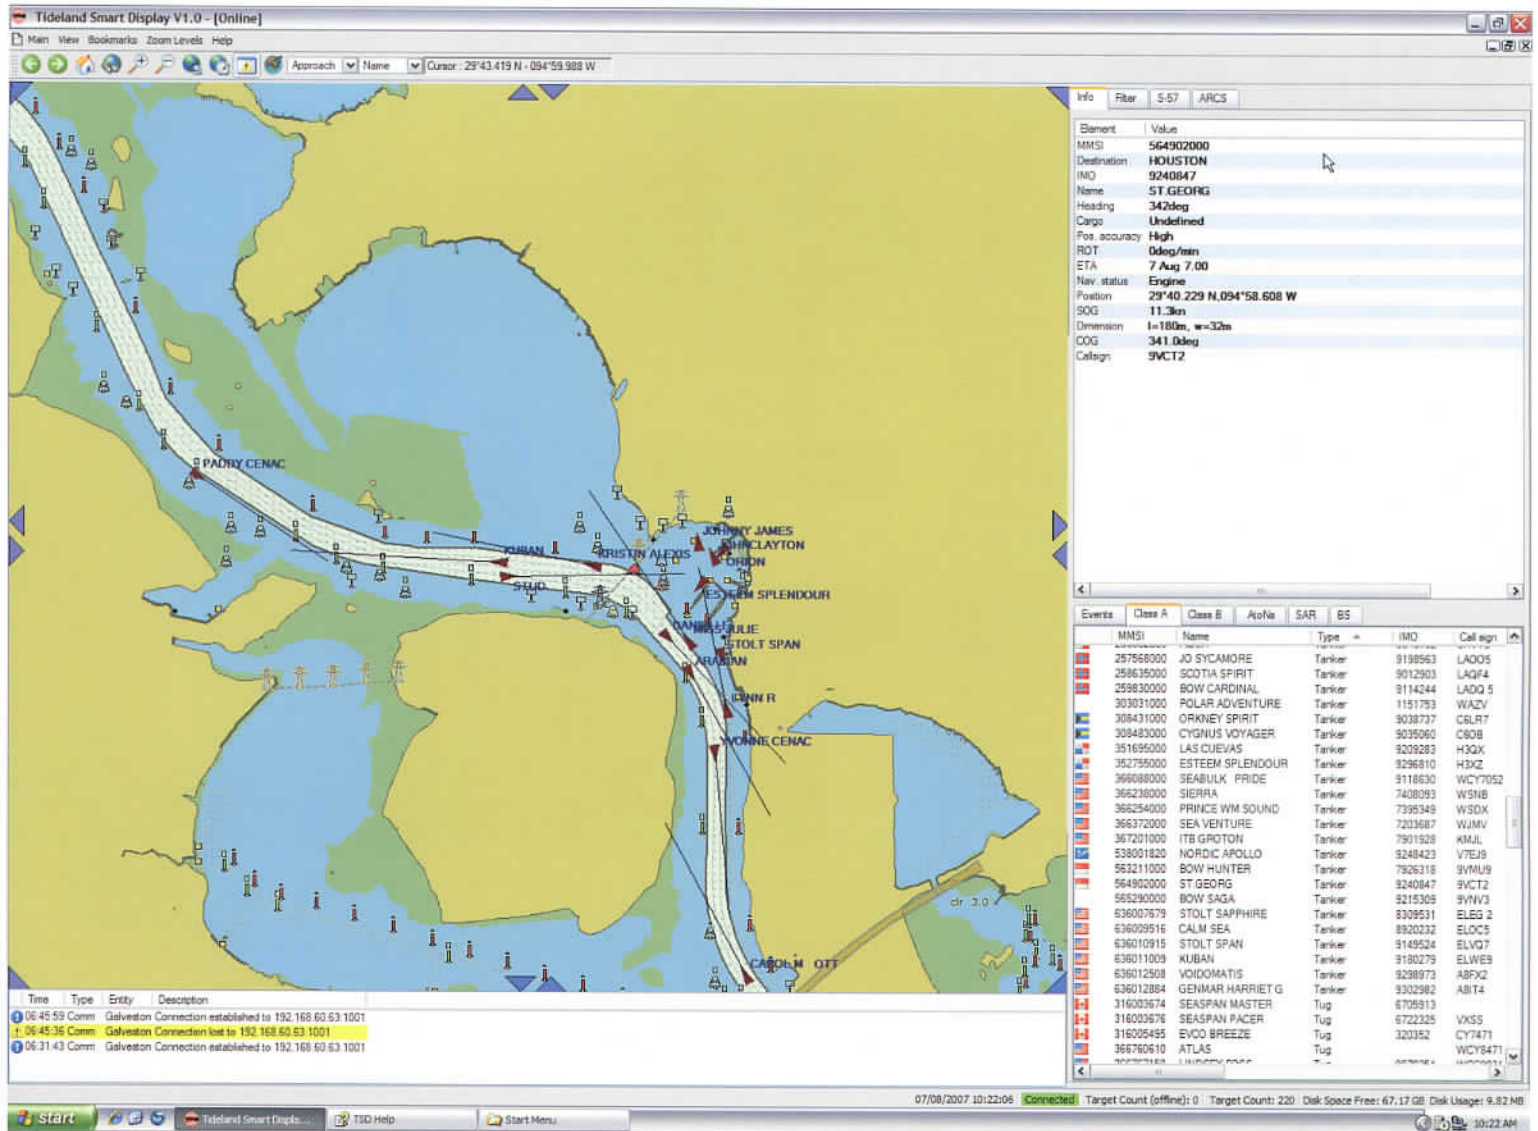 Tideland Smart Display V1.0 - [Online]
Main View Bookmarks Zoom Levels Help
Approach Name Cursor : 29°43.419 N - 094°59.988 W
PADDY CENAC
KUBAN
KRISTIN ALEXIS
STUD
JOHNNY JAMES
ORION
ESTEEM SPLENDOUR
STOLT SPAN
ARABIAN
YVONNE CENAC
clr 3.0
Info Filter S-57 ARCS
Element Value
MMSI 564902000
Destination HOUSTON
IMO 9240847
Name ST.GEORG
Heading 342deg
Cargo Undefined
Pos. accuracy High
ROT 0deg/min
ETA 7 Aug 7.00
Nav. status Engine
Position 29°40.229 N,094°58.608 W
SOG 11.3kn
Dimension l=180m, w=32m
COG 341.0deg
Callsign 9VCT2
Events Class A Class B AtoNs SAR BS
MMSI Name Type IMO Call sign
257568000 JO SYCAMORE Tanker 9198563 LAOO5
258635000 SCOTIA SPIRIT Tanker 9012903 LAQF4
259830000 BOW CARDINAL Tanker 9114244 LADQ 5
303031000 POLAR ADVENTURE Tanker 1151753 WAZV
308431000 ORKNEY SPIRIT Tanker 9038737 C6LR7
308483000 CYGNUS VOYAGER Tanker 9035060 C6OB
351695000 LAS CUEVAS Tanker 9209283 H3QX
352755000 ESTEEM SPLENDOUR Tanker 9296810 H3XZ
366088000 SEABULK PRIDE Tanker 9118630 WCY7052
366238000 SIERRA Tanker 7408093 WSNB
366254000 PRINCE WM SOUND Tanker 7395349 WSDX
366372000 SEA VENTURE Tanker 7203687 WJMV
367201000 ITB GROTON Tanker 7901928 KMJL
538001820 NORDIC APOLLO Tanker 9248423 V7EJ9
563211000 BOW HUNTER Tanker 7926318 9VMU9
564902000 ST.GEORG Tanker 9240847 9VCT2
565290000 BOW SAGA Tanker 9215309 9VNV3
636007679 STOLT SAPPHIRE Tanker 8309531 ELEG 2
636009516 CALM SEA Tanker 8920232 ELOC5
636010915 STOLT SPAN Tanker 9149524 ELVQ7
636011009 KUBAN Tanker 9180279 ELWE9
636012508 VOIDOMATIS Tanker 9298973 A8FX2
636012884 GENMAR HARRIET G Tanker 9302982 A8IT4
316003674 SEASPAN MASTER Tug 6705913
316003676 SEASPAN PACER Tug 6722325 VXSS
316005495 EVCO BREEZE Tug 320352 CY7471
366760610 ATLAS Tug WCY8471
Time Type Entity Description
06:45:59 Comm Galveston Connection established to 192.168.60.63:1001
06:45:36 Comm Galveston Connection lost to 192.168.60.63:1001
06:31:43 Comm Galveston Connection established to 192.168.60.63:1001
07/08/2007 10:22:06 Connected Target Count (offline): 0 Target Count: 220 Disk Space Free: 67.17 GB Disk Usage: 9.82 MB
start Tideland Smart Displa... TSD Help Start Menu 10:22 AM